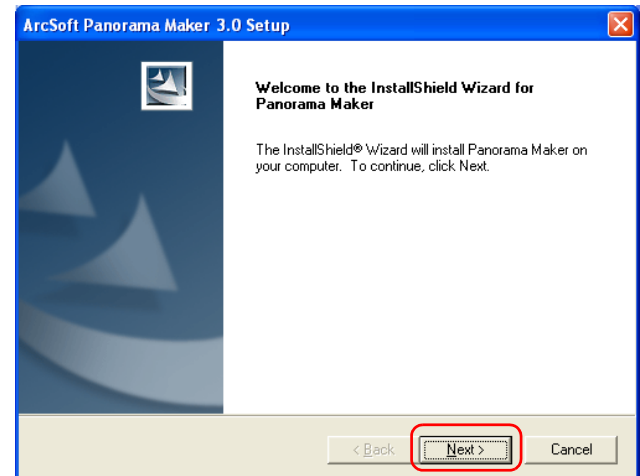 ArcSoft Panorama Maker 3.0 Setup
Welcome to the InstallShield Wizard for
Panorama Maker
The InstallShield® Wizard will install Panorama Maker on
your computer. To continue, click Next.
< Back
Next >
Cancel